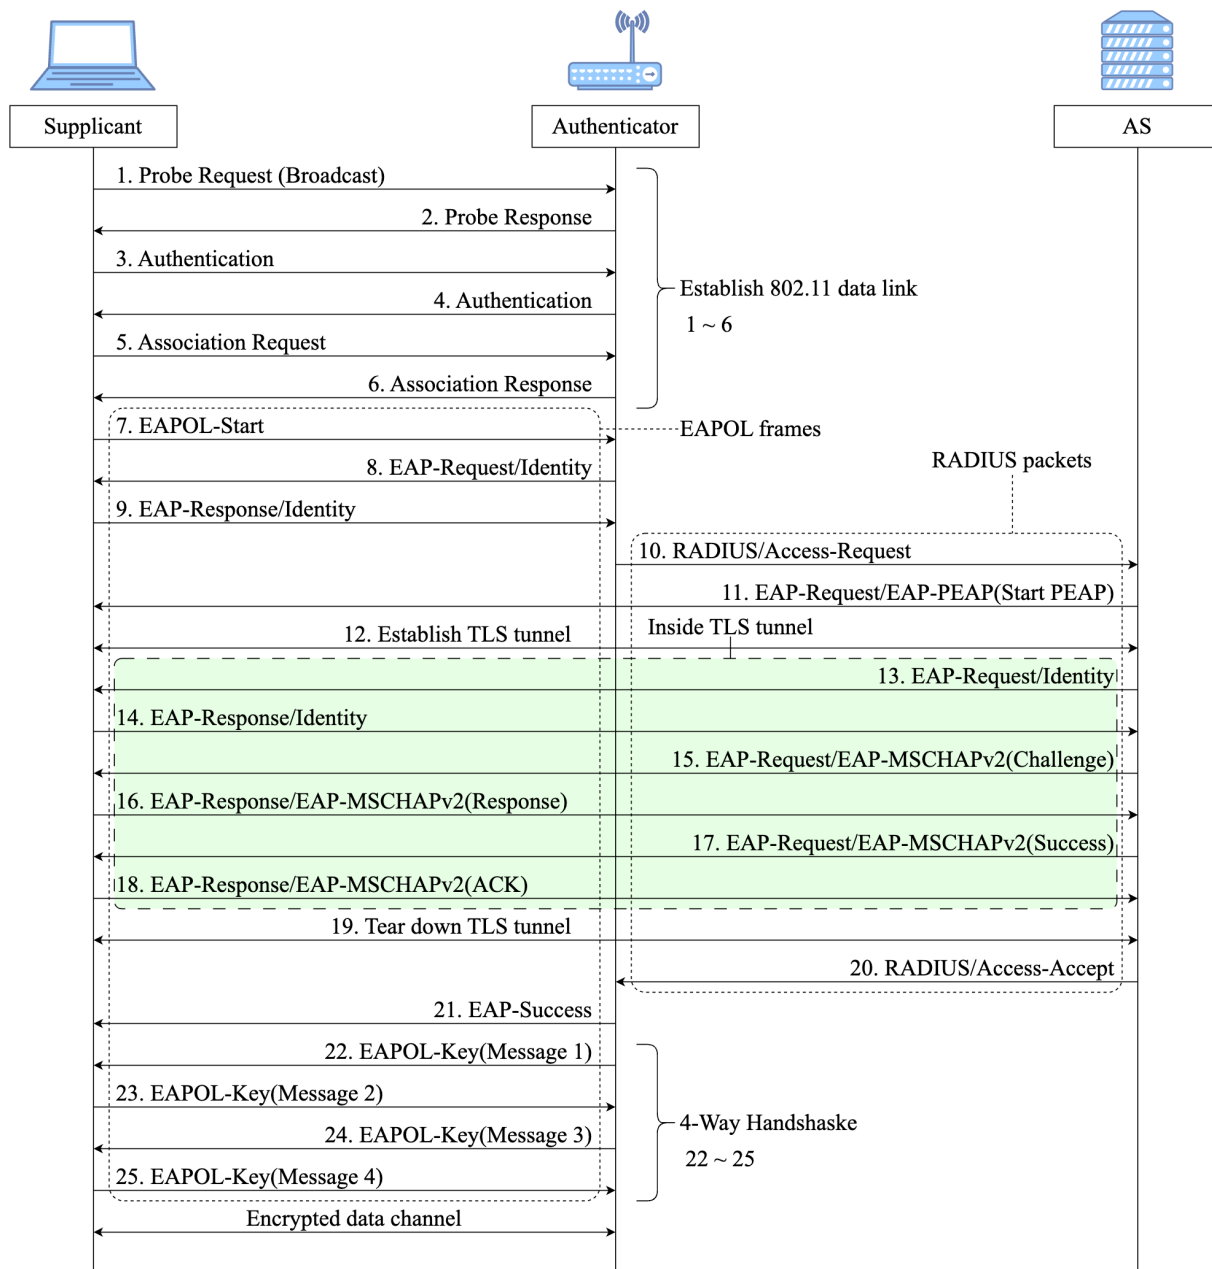 Supplicant
Authenticator
AS
1. Probe Request (Broadcast)
2. Probe Response
3. Authentication
4. Authentication
Establish 802.11 data link
1 ~ 6
5. Association Request
6. Association Response
7. EAPOL-Start
EAPOL frames
8. EAP-Request/Identity
RADIUS packets
9. EAP-Response/Identity
10. RADIUS/Access-Request
11. EAP-Request/EAP-PEAP(Start PEAP)
12. Establish TLS tunnel
Inside TLS tunnel
13. EAP-Request/Identity
14. EAP-Response/Identity
15. EAP-Request/EAP-MSCHAPv2(Challenge)
16. EAP-Response/EAP-MSCHAPv2(Response)
17. EAP-Request/EAP-MSCHAPv2(Success)
18. EAP-Response/EAP-MSCHAPv2(ACK)
19. Tear down TLS tunnel
20. RADIUS/Access-Accept
21. EAP-Success
22. EAPOL-Key(Message 1)
23. EAPOL-Key(Message 2)
4-Way Handshaske
22 ~ 25
24. EAPOL-Key(Message 3)
25. EAPOL-Key(Message 4)
Encrypted data channel